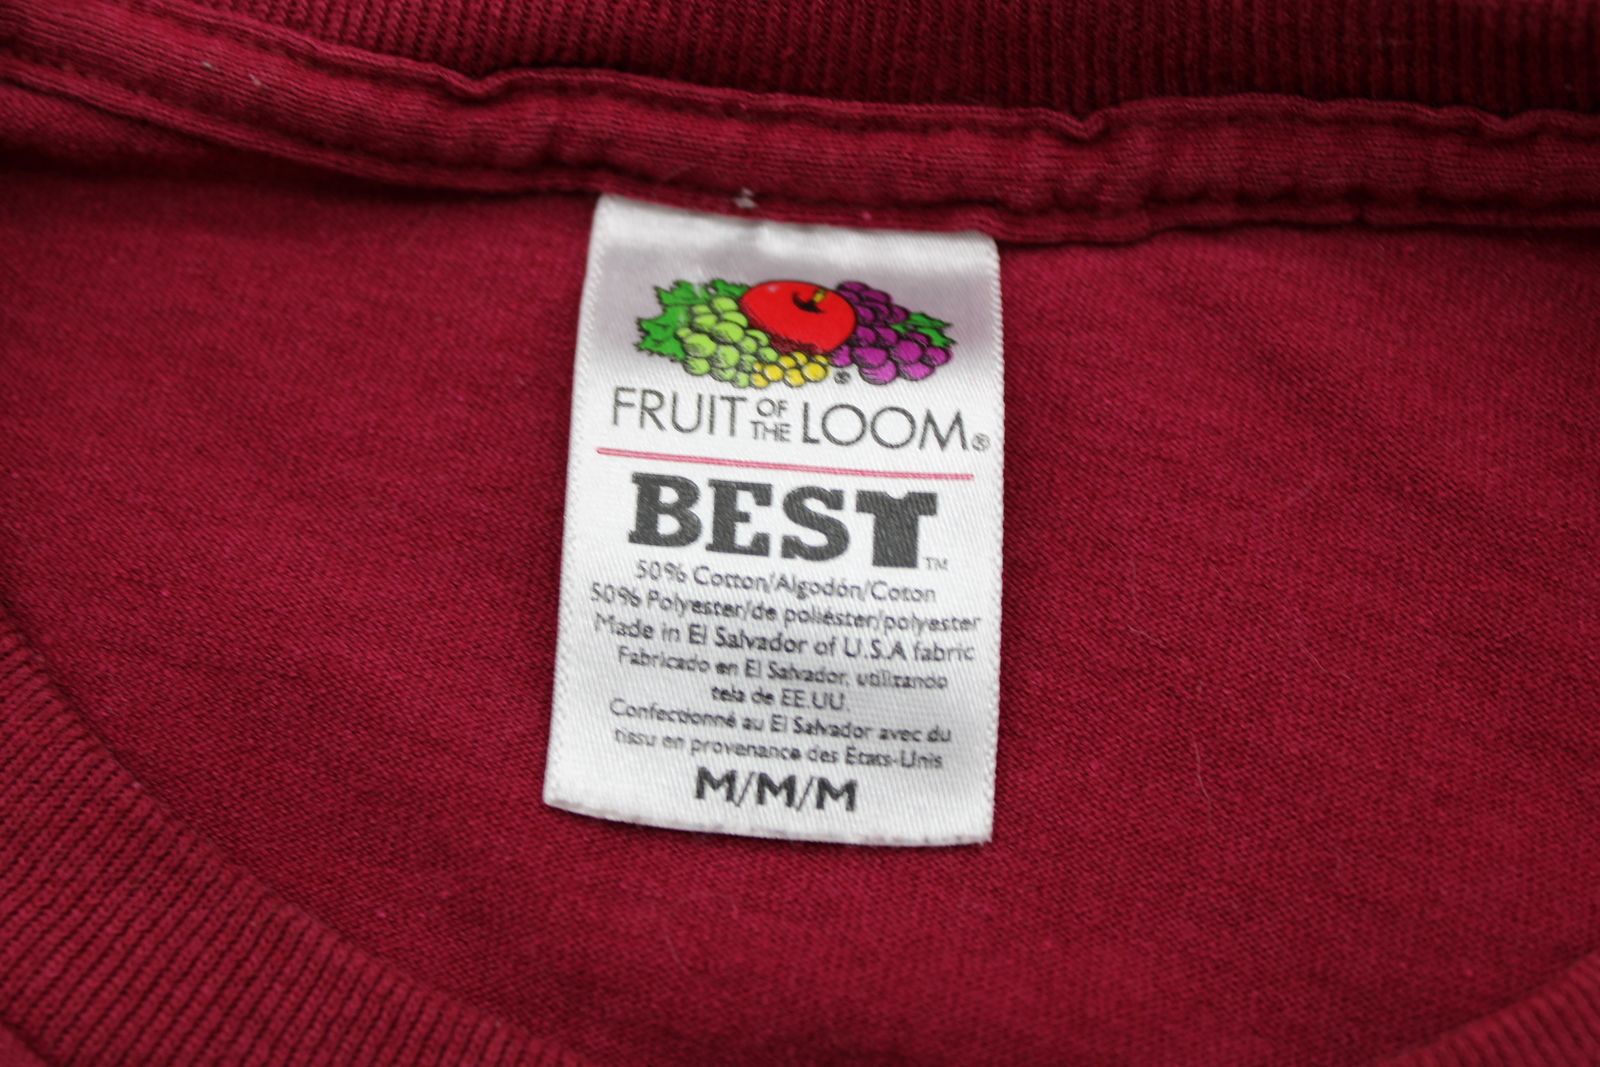 FRUIT OF THE LOOM®
BEST™
50% Cotton/Algodón/Coton
50% Polyester/de poliéster/polyester
Made in El Salvador of U.S.A fabric
Fabricado en El Salvador, utilizando
tela de EE.UU.
Confectionné au El Salvador avec du
tissu en provenance des Etats-Unis
M/M/M